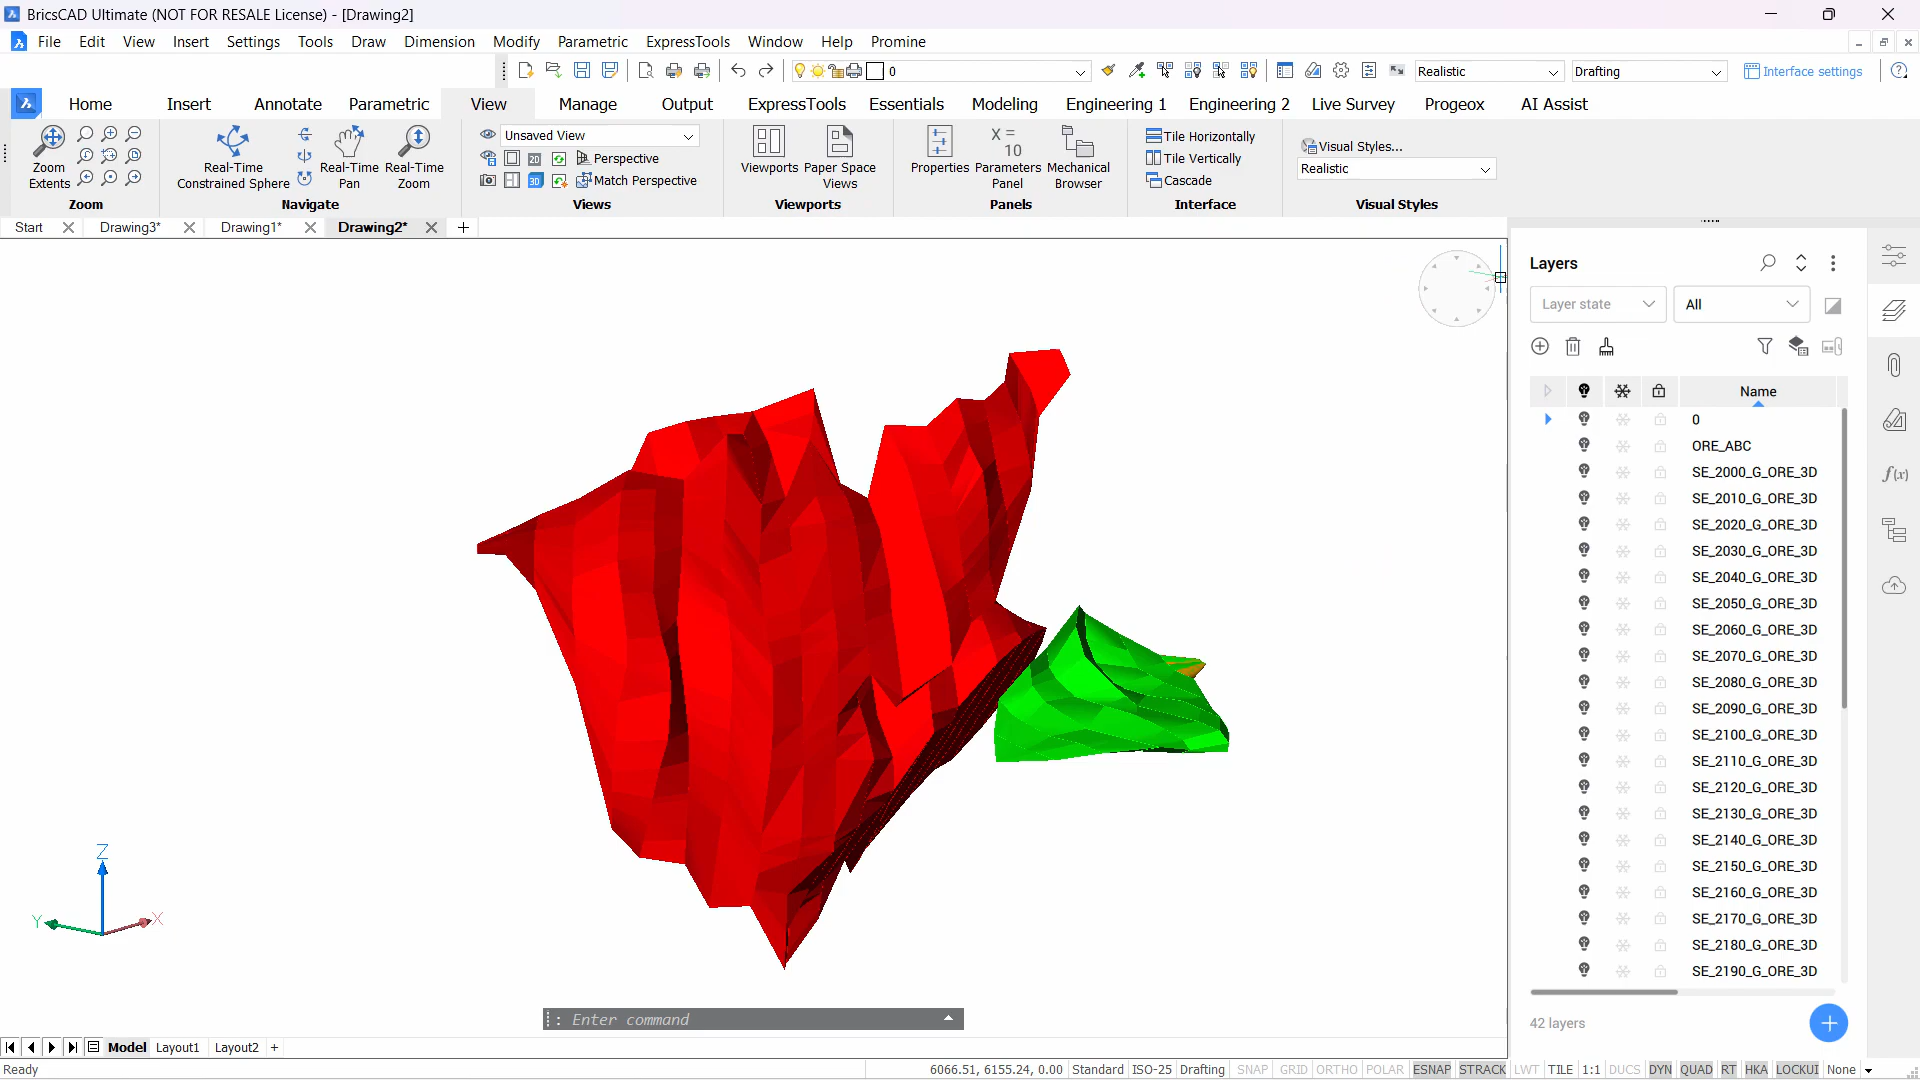 BricsCAD Ultimate (NOT FOR RESALE License) - [Drawing2]
File Edit View Insert Settings Tools Draw Dimension Modify Parametric ExpressTools Window Help Promine
0 Realistic Drafting Interface settings
Home Insert Annotate Parametric View Manage Output ExpressTools Essentials Modeling Engineering 1 Engineering 2 Live Survey Progeox AI Assist
Zoom Extents
Zoom
Real-Time Constrained Sphere
Real-Time Pan
Real-Time Zoom
Navigate
Unsaved View
Perspective
Match Perspective
Views
Viewports
Paper Space Views
Viewports
Properties
X =
10
Parameters Panel
Mechanical Browser
Panels
Tile Horizontally
Tile Vertically
Cascade
Interface
Visual Styles...
Realistic
Visual Styles
Start Drawing3* Drawing1* Drawing2*
Layers
Layer state All
Name
0
ORE_ABC
SE_2000_G_ORE_3D
SE_2010_G_ORE_3D
SE_2020_G_ORE_3D
SE_2030_G_ORE_3D
SE_2040_G_ORE_3D
SE_2050_G_ORE_3D
SE_2060_G_ORE_3D
SE_2070_G_ORE_3D
SE_2080_G_ORE_3D
SE_2090_G_ORE_3D
SE_2100_G_ORE_3D
SE_2110_G_ORE_3D
SE_2120_G_ORE_3D
SE_2130_G_ORE_3D
SE_2140_G_ORE_3D
SE_2150_G_ORE_3D
SE_2160_G_ORE_3D
SE_2170_G_ORE_3D
SE_2180_G_ORE_3D
SE_2190_G_ORE_3D
42 layers
f(x)
Z
Y
X
: Enter command
Model Layout1 Layout2 +
Ready
6066.51, 6155.24, 0.00 Standard ISO-25 Drafting SNAP GRID ORTHO POLAR ESNAP STRACK LWT TILE 1:1 DUCS DYN QUAD RT HKA LOCKUI None